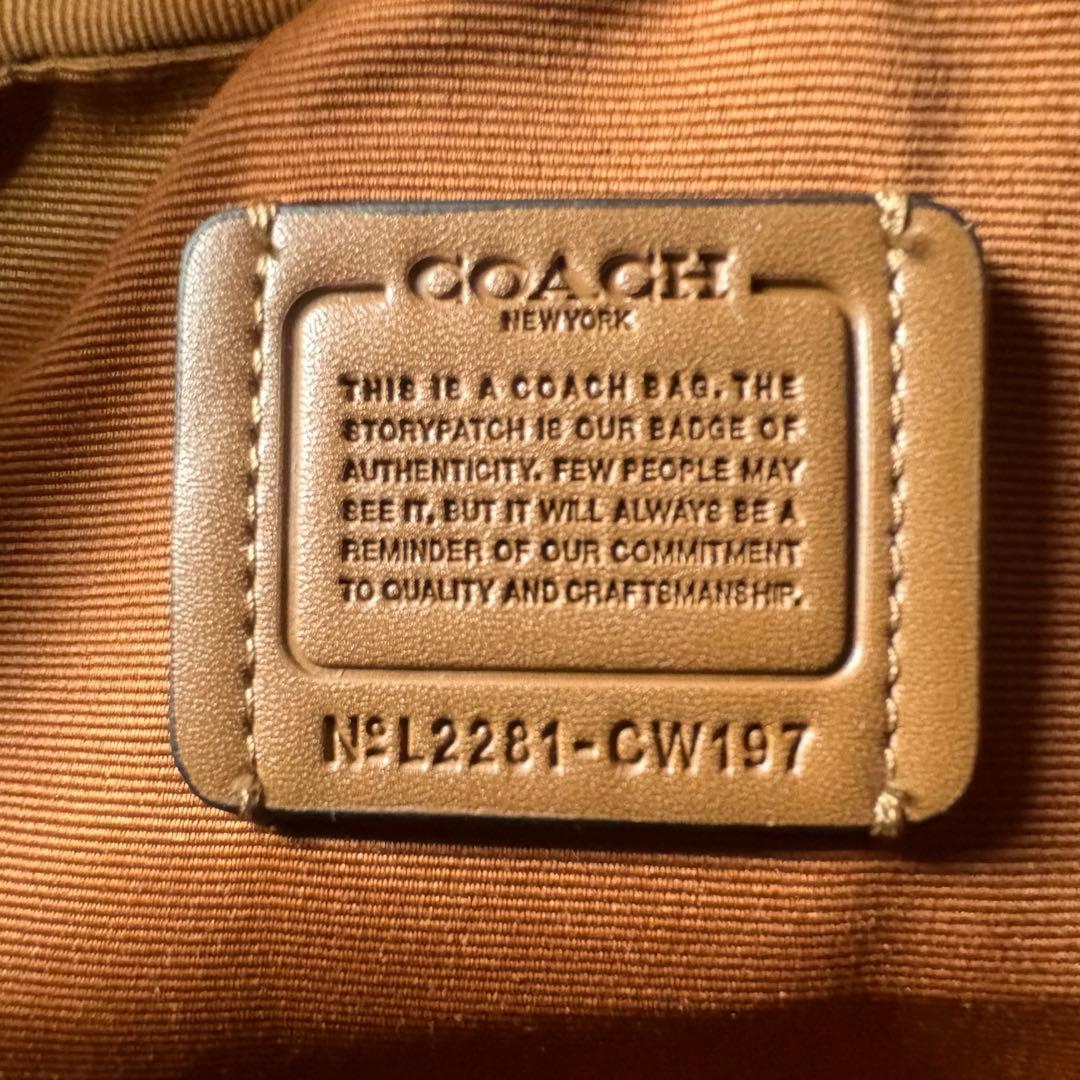 COACH
NEW YORK
THIS IS A COACH BAG. THE
STORYPATCH IS OUR BADGE OF
AUTHENTICITY. FEW PEOPLE MAY
SEE IT, BUT IT WILL ALWAYS BE A
REMINDER OF OUR COMMITMENT
TO QUALITY AND CRAFTSMANSHIP.
№L2281-CW197